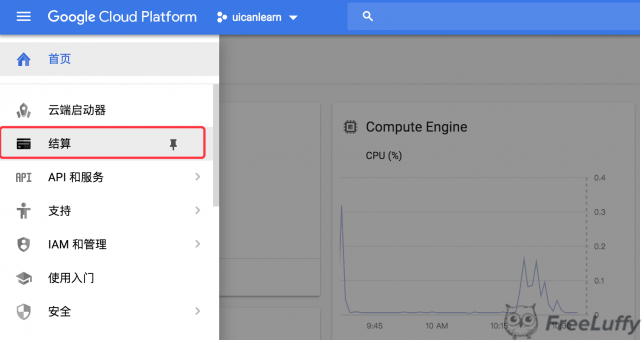 Google Cloud Platform
uicanlearn
首页
云端启动器
结算
API API 和服务
支持
IAM 和管理
使用入门
安全
Compute Engine
CPU (%)
0.4
0.3
0.2
0.1
0
9:45
10 AM
10:15
FreeLuffy